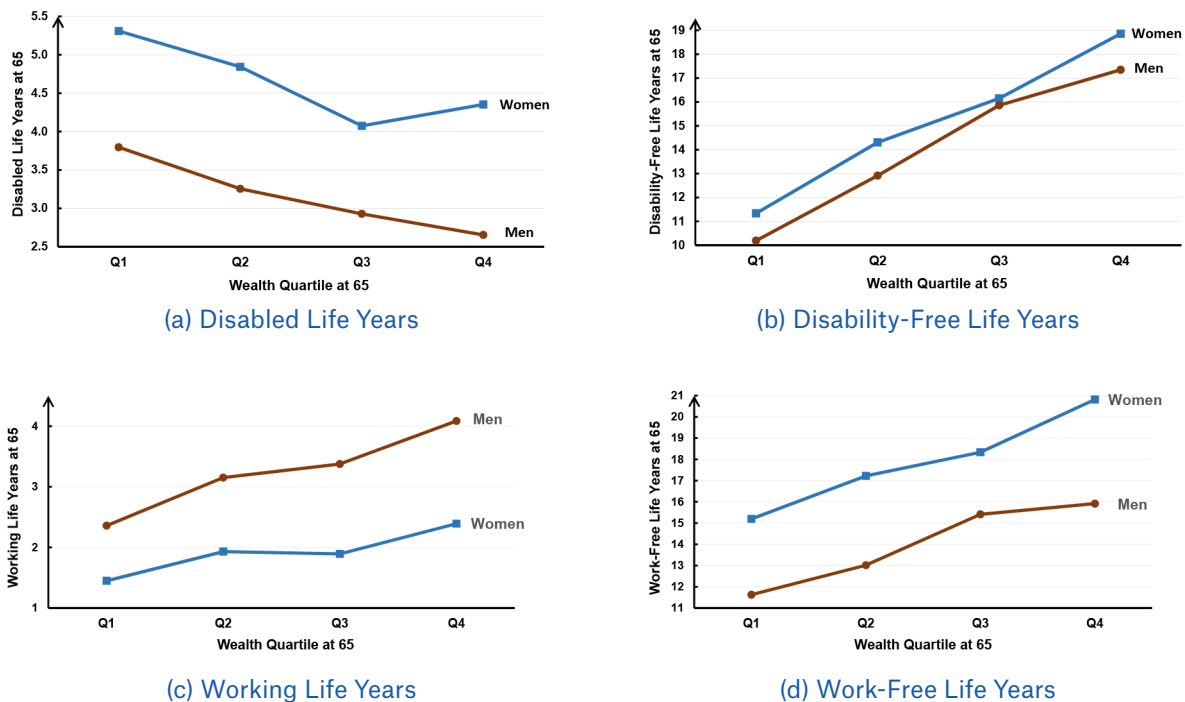 Disabled Life Years at 65
5.5
5.0
4.5
4.0
3.5
3.0
2.5
Women
Men
Q1 Q2 Q3 Q4
Wealth Quartile at 65
(a) Disabled Life Years
Disability-Free Life Years at 65
19
18
17
16
15
14
13
12
11
10
Women
Men
Q1 Q2 Q3 Q4
Wealth Quartile at 65
(b) Disability-Free Life Years
Working Life Years at 65
4
3
2
1
Men
Women
Q1 Q2 Q3 Q4
Wealth Quartile at 65
(c) Working Life Years
Work-Free Life Years at 65
21
20
19
18
17
16
15
14
13
12
11
Women
Men
Q1 Q2 Q3 Q4
Wealth Quartile at 65
(d) Work-Free Life Years